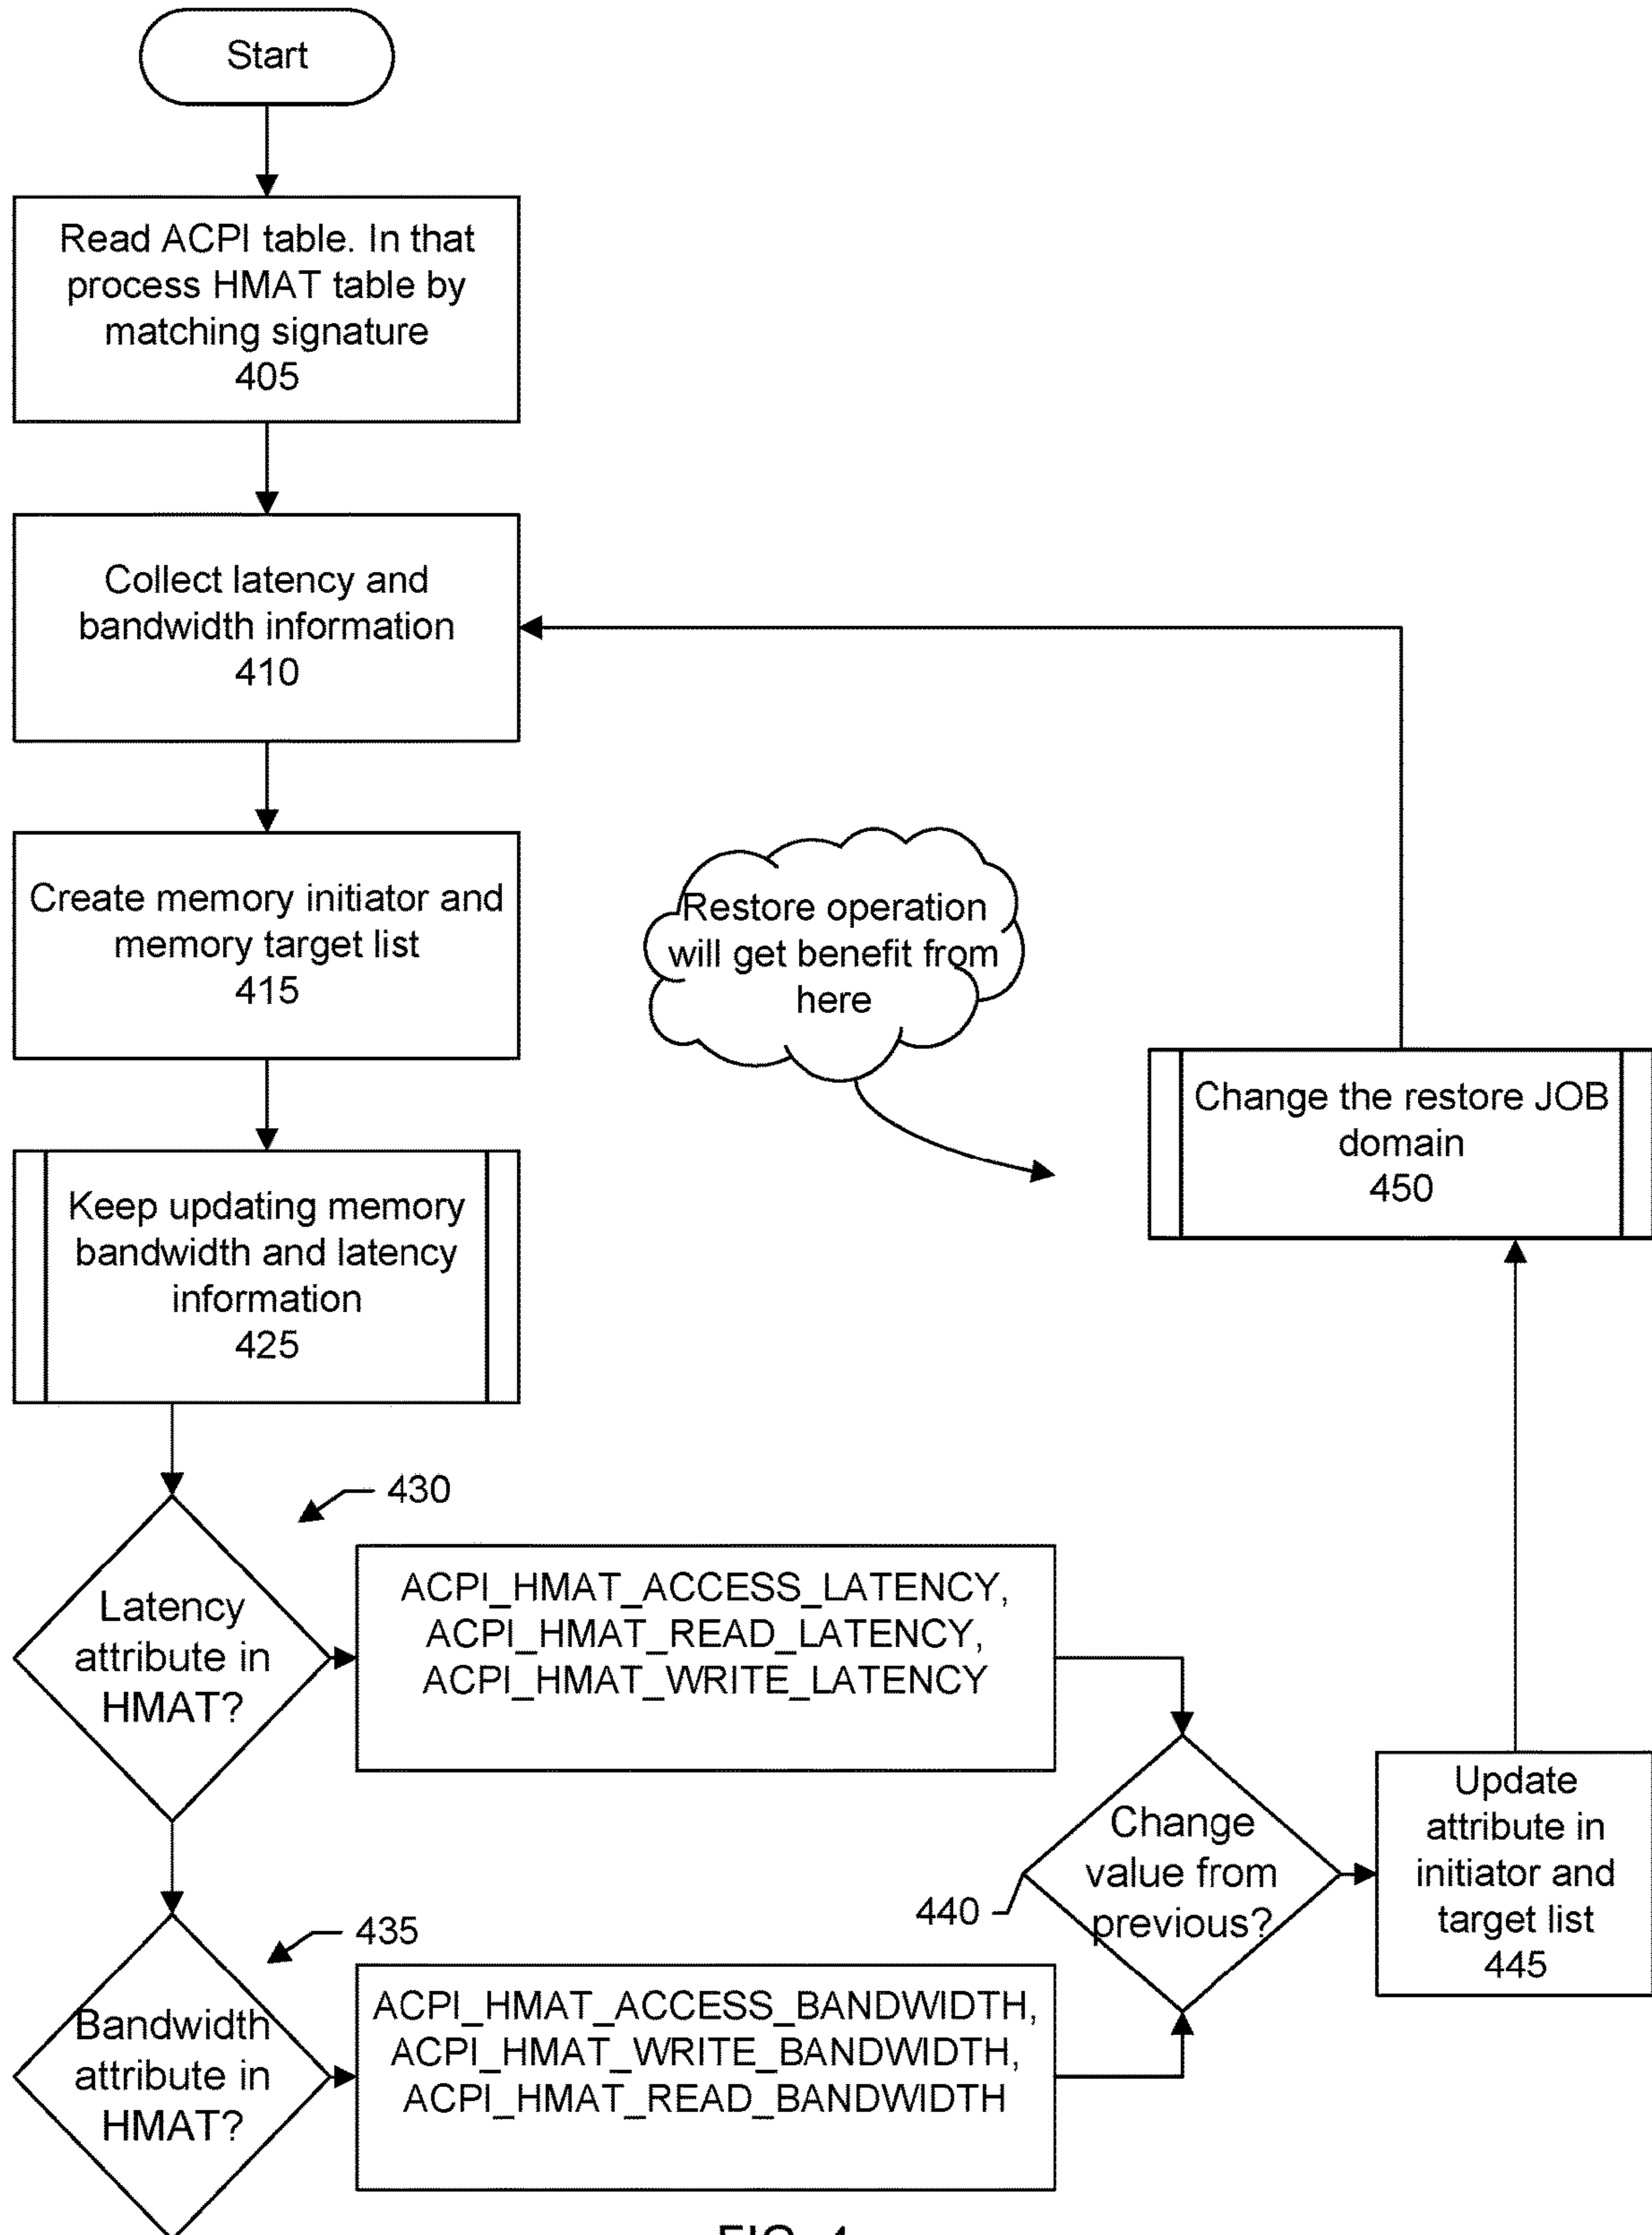 Start
Read ACPI table. In that
process HMAT table by
matching signature
405
Collect latency and
bandwidth information
410
Create memory initiator and
memory target list
415
Restore operation
will get benefit from
here
Change the restore JOB
domain
450
Keep updating memory
bandwidth and latency
information
425
430
Latency
attribute in
HMAT?
ACPI_HMAT_ACCESS_LATENCY,
ACPI_HMAT_READ_LATENCY,
ACPI_HMAT_WRITE_LATENCY
Change
value from
previous?
440
Update
attribute in
initiator and
target list
445
435
Bandwidth
attribute in
HMAT?
ACPI_HMAT_ACCESS_BANDWIDTH,
ACPI_HMAT_WRITE_BANDWIDTH,
ACPI_HMAT_READ_BANDWIDTH